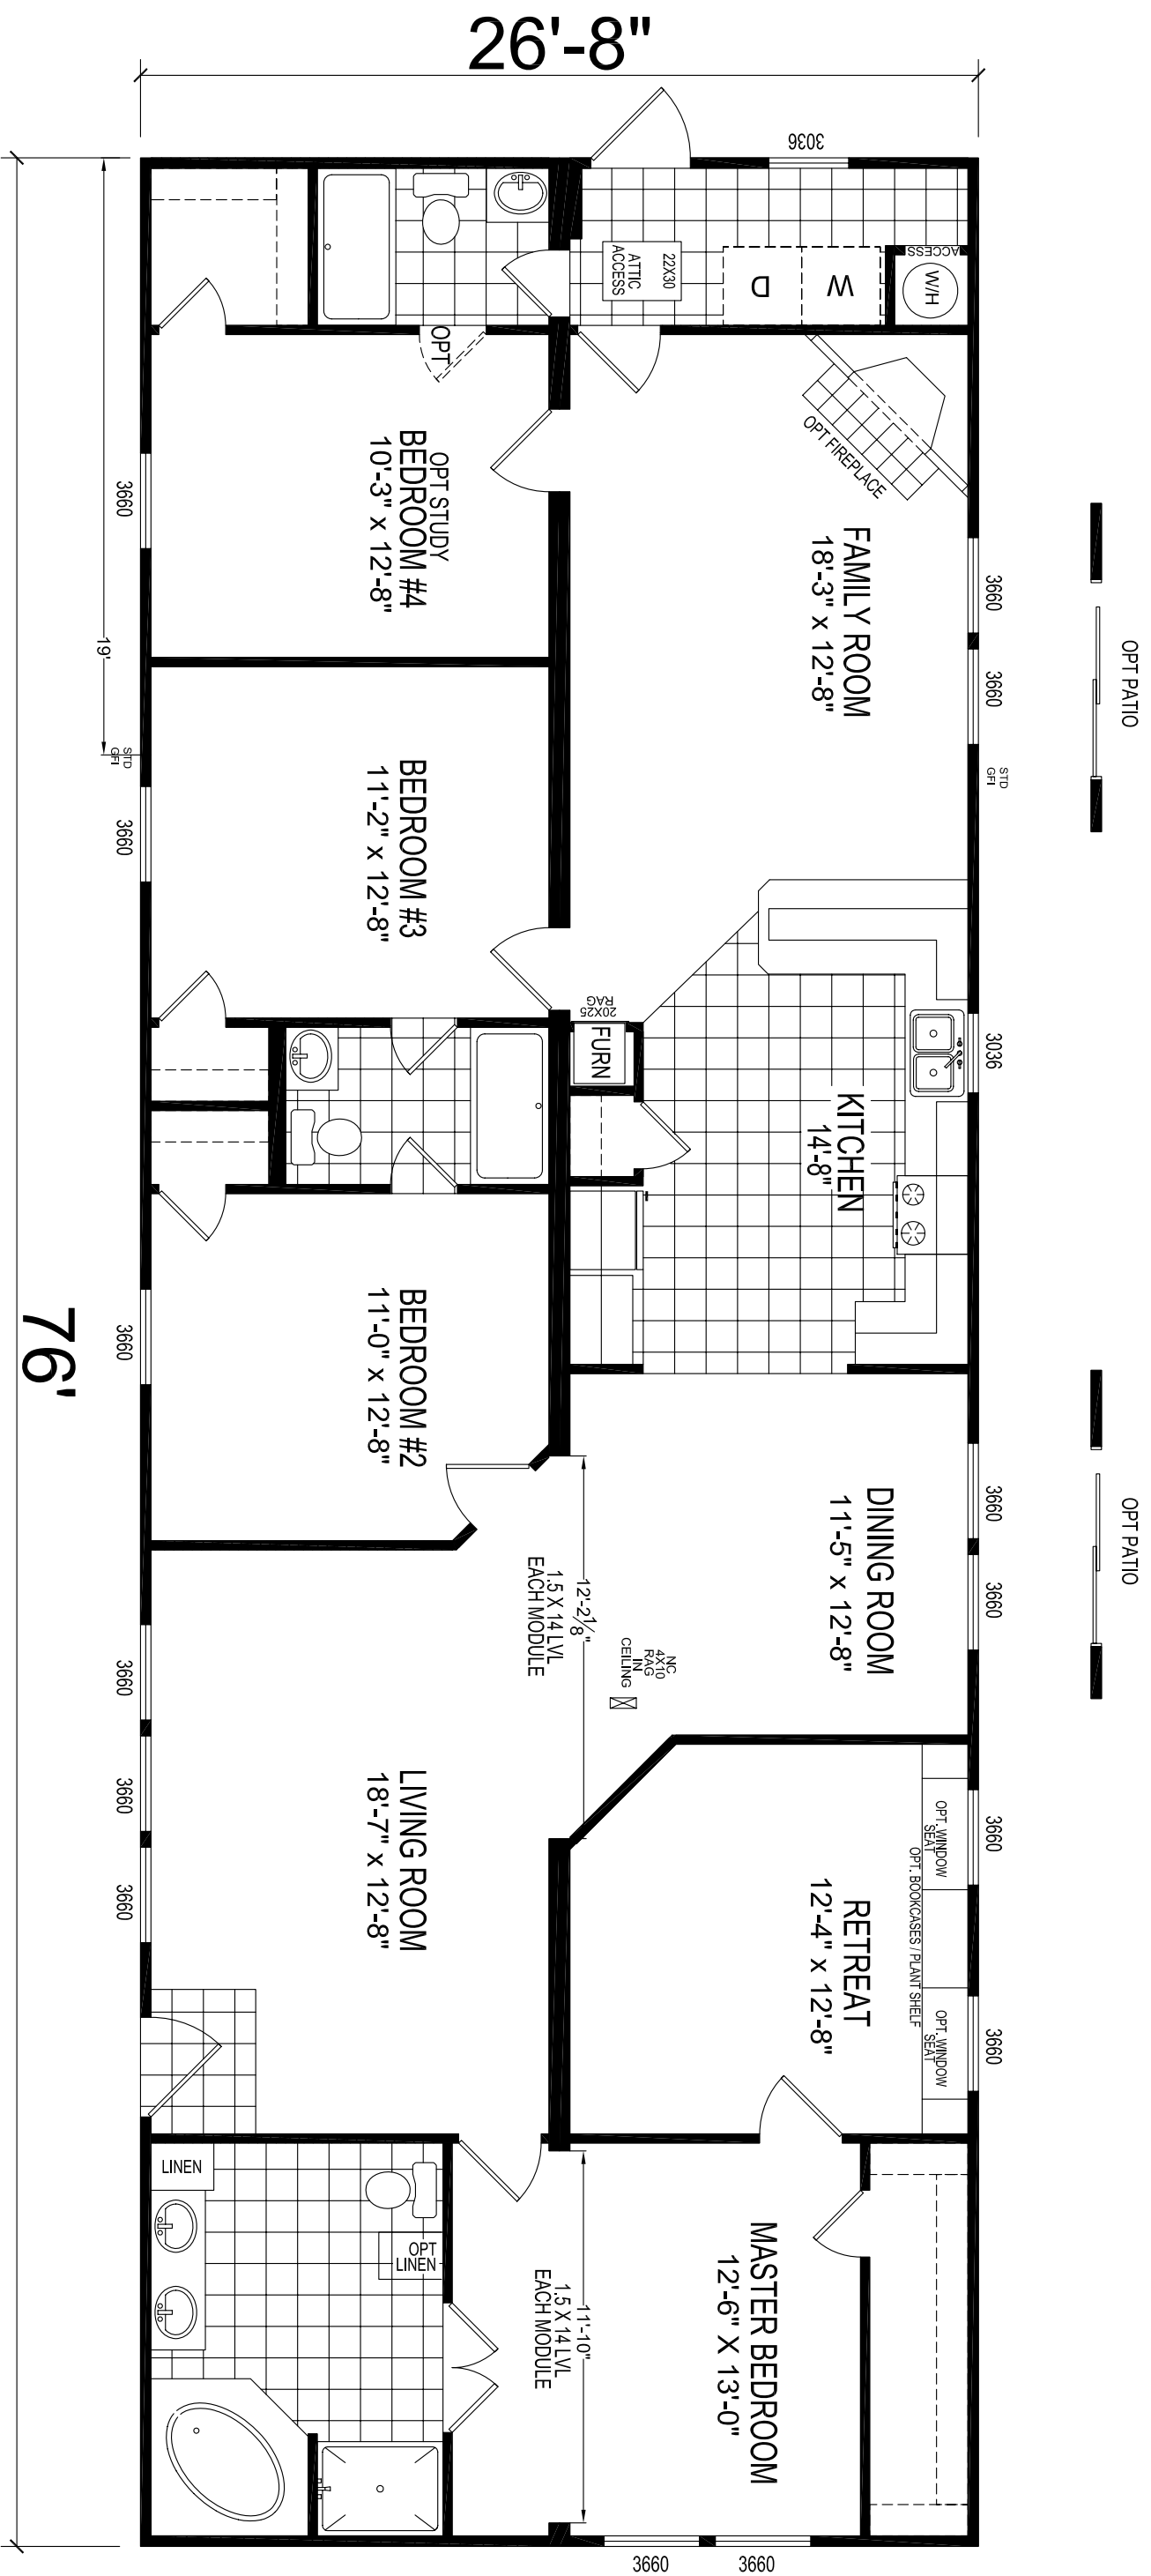 26'-8"
76'
19'
3036
ACCESS
W/H
W
D
22X30
ATTIC
ACCESS
OPT
OPT FIREPLACE
FAMILY ROOM
18'-3" x 12'-8"
3660
3660
STD
GFI
OPT PATIO
OPT STUDY
BEDROOM #4
10'-3" x 12'-8"
3660
BEDROOM #3
11'-2" x 12'-8"
STD
GFI
3660
20X25
RAG
FURN
KITCHEN
14'-8"
3036
BEDROOM #2
11'-0" x 12'-8"
3660
DINING ROOM
11'-5" x 12'-8"
3660
3660
OPT PATIO
12'-2 1/8"
1.5 X 14 LVL
EACH MODULE
NC
4X10
RAG
IN
CEILING
LIVING ROOM
18'-7" x 12'-8"
3660
3660
3660
RETREAT
12'-4" x 12'-8"
OPT. WINDOW
SEAT
OPT. BOOKCASES / PLANT SHELF
OPT. WINDOW
SEAT
3660
3660
MASTER BEDROOM
12'-6" X 13'-0"
11'-10"
1.5 X 14 LVL
EACH MODULE
LINEN
OPT
LINEN
3660
3660